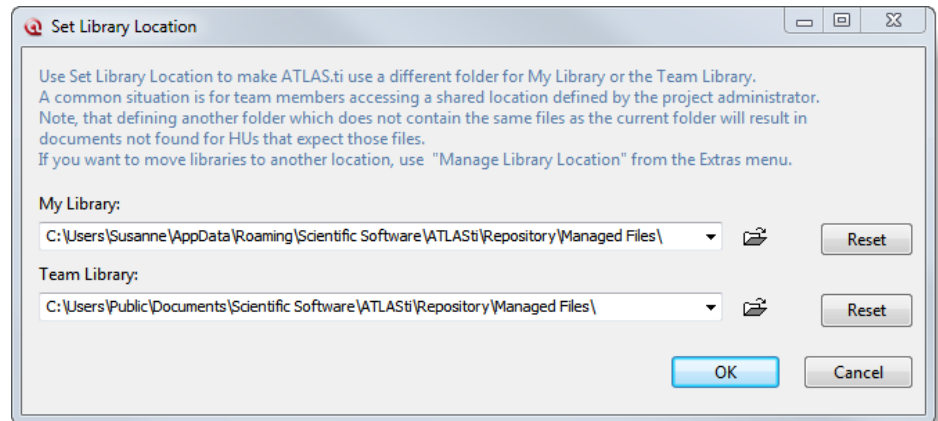 Set Library Location
Use Set Library Location to make ATLAS.ti use a different folder for My Library or the Team Library.
A common situation is for team members accessing a shared location defined by the project administrator.
Note, that defining another folder which does not contain the same files as the current folder will result in
documents not found for HUs that expect those files.
If you want to move libraries to another location, use "Manage Library Location" from the Extras menu.
My Library:
C:\Users\Susanne\AppData\Roaming\Scientific Software\ATLASti\Repository\Managed Files\
Reset
Team Library:
C:\Users\Public\Documents\Scientific Software\ATLASti\Repository\Managed Files\
Reset
OK Cancel